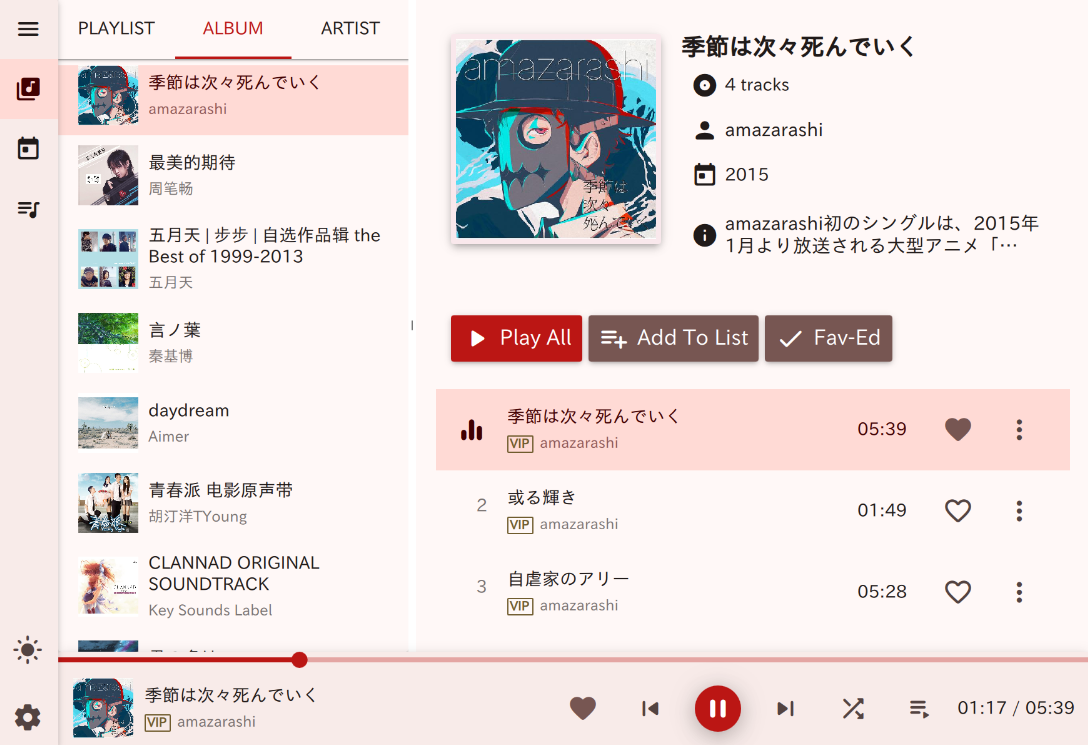 PLAYLIST
ALBUM
ARTIST
季節は次々死んでいく
amazarashi
最美的期待
周笔畅
五月天 | 步步 | 自选作品辑 the
Best of 1999-2013
五月天
言ノ葉
秦基博
daydream
Aimer
青春派 电影原声带
胡汀洋TYoung
CLANNAD ORIGINAL
SOUNDTRACK
Key Sounds Label
amazarashi
季節は
次々
死んでいく
季節は次々死んでいく
4 tracks
amazarashi
2015
amazarashi初のシングルは、2015年
1月より放送される大型アニメ「…
Play All
Add To List
Fav-Ed
季節は次々死んでいく
VIP amazarashi
05:39
2
或る輝き
VIP amazarashi
01:49
3
自虐家のアリー
VIP amazarashi
05:28
季節は次々死んでいく
VIP amazarashi
01:17 / 05:39